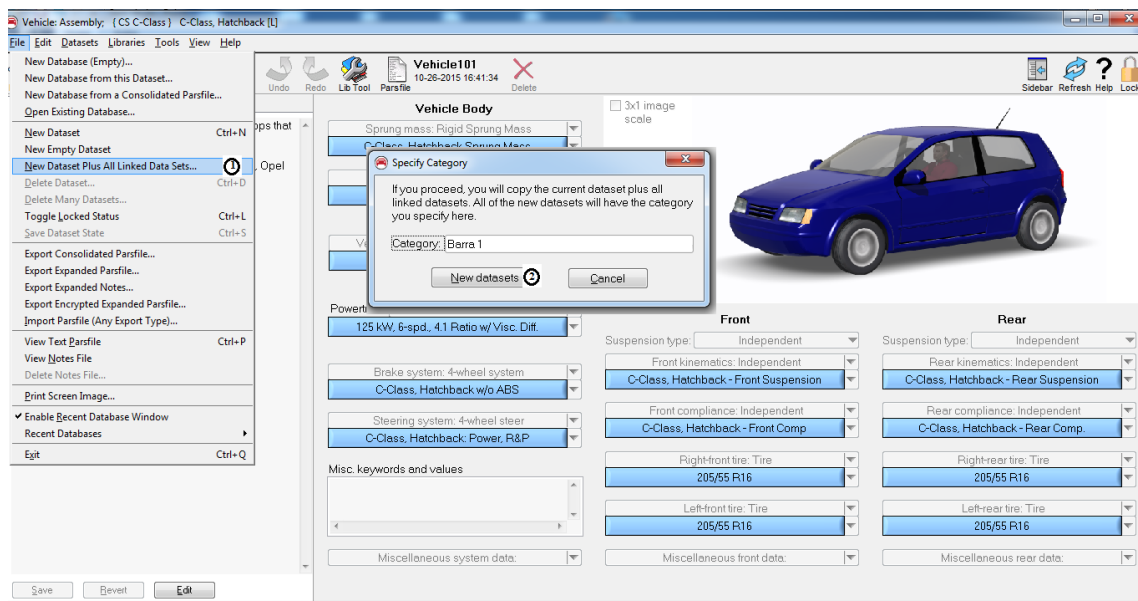 Vehicle: Assembly; { CS C-Class } C-Class, Hatchback [L]
File Edit Datasets Libraries Tools View Help
New Database (Empty)...
New Database from this Dataset...
New Database from a Consolidated Parsfile...
Open Existing Database...
New Dataset Ctrl+N
New Empty Dataset
New Dataset Plus All Linked Data Sets... 1
Delete Dataset... Ctrl+D
Delete Many Datasets...
Toggle Locked Status Ctrl+L
Save Dataset State Ctrl+S
Export Consolidated Parsfile...
Export Expanded Parsfile...
Export Expanded Notes...
Export Encrypted Expanded Parsfile...
Import Parsfile (Any Export Type)...
View Text Parsfile Ctrl+P
View Notes File
Delete Notes File...
Print Screen Image...
Enable Recent Database Window
Recent Databases
Exit Ctrl+Q
Undo Redo Lib Tool Parsfile
Vehicle101
10-26-2015 16:41:34
Delete
Sidebar Refresh Help Lock
ops that
, Opel
Vehicle Body
Sprung mass: Rigid Sprung Mass
C-Class, Hatchback Sprung Mass
3x1 image
scale
Specify Category
If you proceed, you will copy the current dataset plus all
linked datasets. All of the new datasets will have the category
you specify here.
Category: Barra 1
New datasets 2 Cancel
125 kW, 6-spd., 4.1 Ratio w/ Visc. Diff.
Brake system: 4-wheel system
C-Class, Hatchback w/o ABS
Steering system: 4-wheel steer
C-Class, Hatchback: Power, R&P
Misc. keywords and values
Miscellaneous system data:
Front
Suspension type: Independent
Front kinematics: Independent
C-Class, Hatchback - Front Suspension
Front compliance: Independent
C-Class, Hatchback - Front Comp
Right-front tire: Tire
205/55 R16
Left-front tire: Tire
205/55 R16
Miscellaneous front data:
Rear
Suspension type: Independent
Rear kinematics: Independent
C-Class, Hatchback - Rear Suspension
Rear compliance: Independent
C-Class, Hatchback - Rear Comp.
Right-rear tire: Tire
205/55 R16
Left-rear tire: Tire
205/55 R16
Miscellaneous rear data:
Save Revert Edit